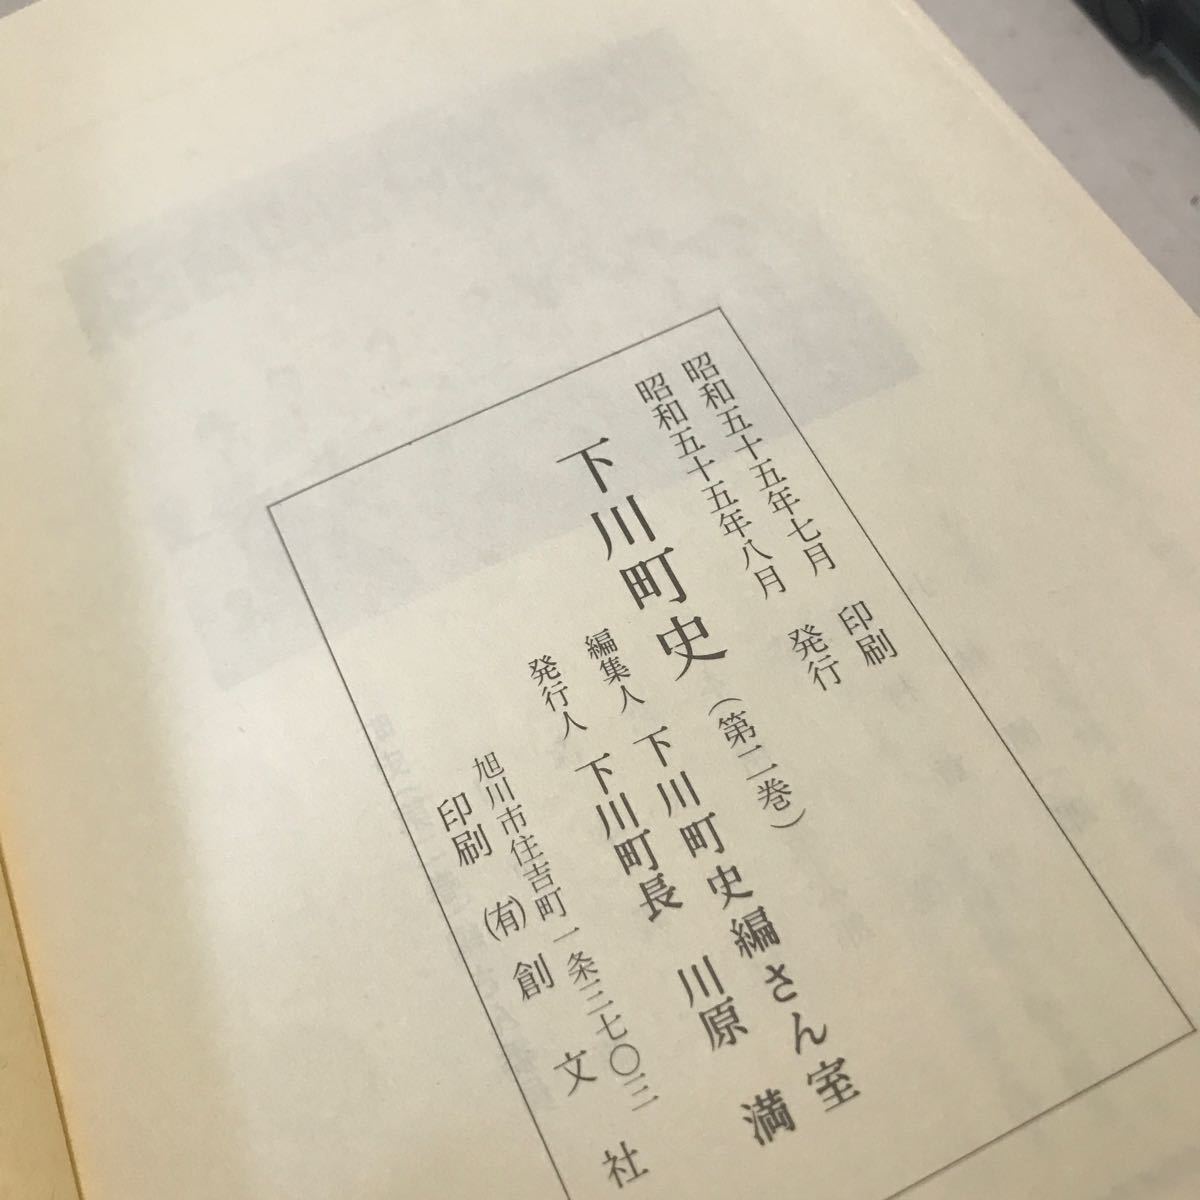 昭和五十五年七月 印刷
昭和五十五年八月 発行
下川町史(第二巻)
編集人 下川町史編さん室
発行人 下川町長 川原 満
旭川市住吉町一条三七〇三
印刷 (有)創文社